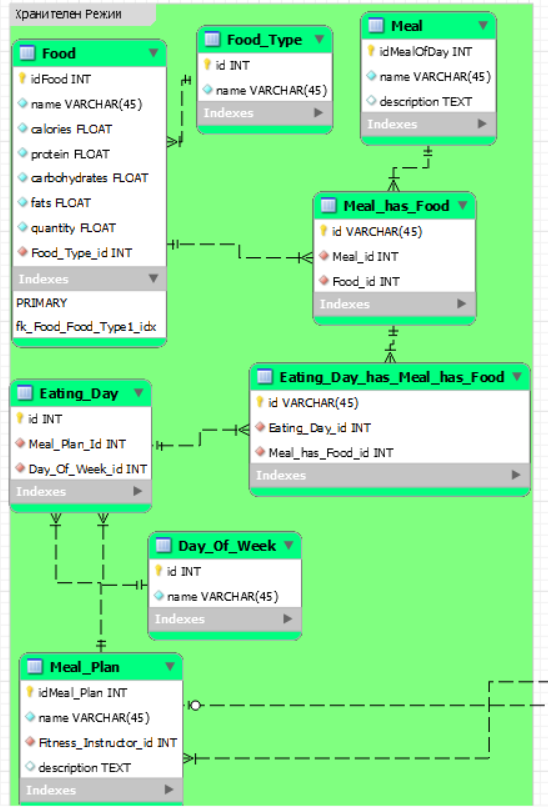 Хранителен Режим
Food
idFood INT
name VARCHAR(45)
calories FLOAT
protein FLOAT
carbohydrates FLOAT
fats FLOAT
quantity FLOAT
Food_Type_id INT
Indexes
PRIMARY
fk_Food_Food_Type1_idx
Food_Type
id INT
name VARCHAR(45)
Indexes
Meal
idMealOfDay INT
name VARCHAR(45)
description TEXT
Indexes
Meal_has_Food
id VARCHAR(45)
Meal_id INT
Food_id INT
Indexes
Eating_Day_has_Meal_has_Food
id VARCHAR(45)
Eating_Day_id INT
Meal_has_Food_id INT
Indexes
Eating_Day
id INT
Meal_Plan_Id INT
Day_Of_Week_id INT
Indexes
Day_Of_Week
id INT
name VARCHAR(45)
Indexes
Meal_Plan
idMeal_Plan INT
name VARCHAR(45)
Fitness_Instructor_id INT
description TEXT
Indexes